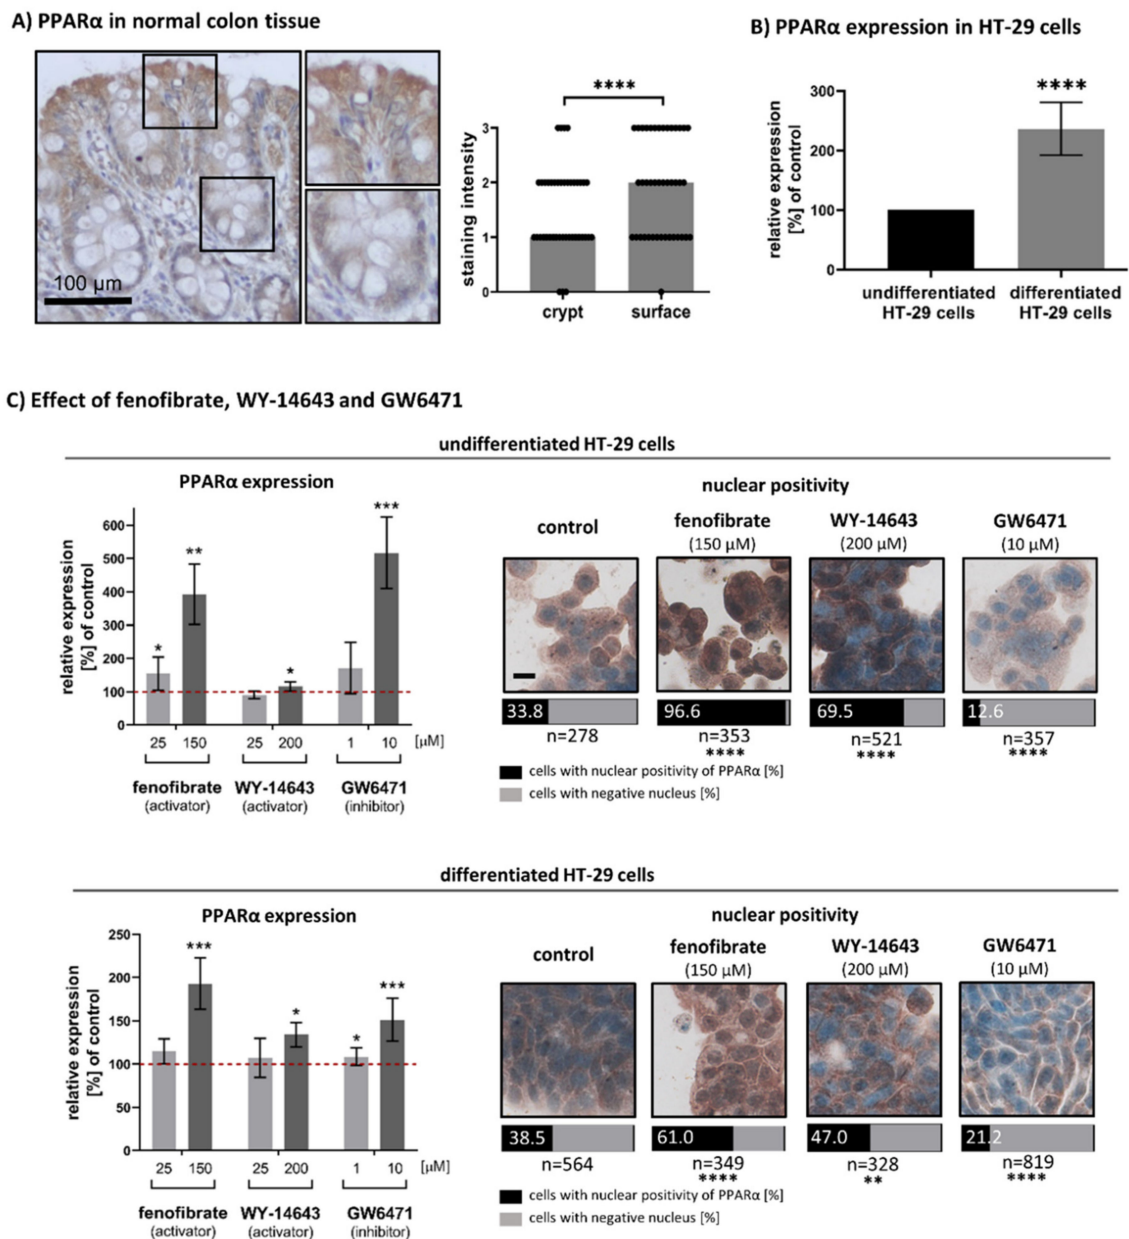 A) PPARα in normal colon tissue
100 µm
staining intensity
3
2
1
0
****
crypt surface
B) PPARα expression in HT-29 cells
relative expression
[%] of control
300
200
100
0
****
undifferentiated
HT-29 cells
differentiated
HT-29 cells
C) Effect of fenofibrate, WY-14643 and GW6471
undifferentiated HT-29 cells
PPARα expression
relative expression
[%] of control
600
500
400
300
200
100
0
* ** * ***
25 150 25 200 1 10 [µM]
fenofibrate WY-14643 GW6471
(activator) (activator) (inhibitor)
nuclear positivity
control fenofibrate WY-14643 GW6471
(150 µM) (200 µM) (10 µM)
33.8 96.6 69.5 12.6
n=278 n=353 n=521 n=357
**** **** ****
cells with nuclear positivity of PPARα [%]
cells with negative nucleus [%]
differentiated HT-29 cells
PPARα expression
relative expression
[%] of control
250
200
150
100
50
0
*** * * ***
25 150 25 200 1 10 [µM]
fenofibrate WY-14643 GW6471
(activator) (activator) (inhibitor)
nuclear positivity
control fenofibrate WY-14643 GW6471
(150 µM) (200 µM) (10 µM)
38.5 61.0 47.0 21.2
n=564 n=349 n=328 n=819
**** ** ****
cells with nuclear positivity of PPARα [%]
cells with negative nucleus [%]